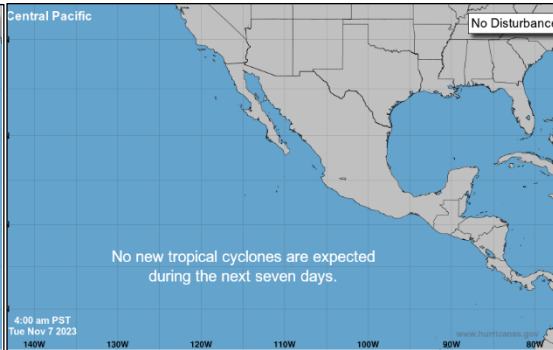 Central Pacific
No Disturbance
No new tropical cyclones are expected
during the next seven days.
4:00 am PST
Tue Nov 7 2023
www.hurricanes.gov
140W 130W 120W 110W 100W 90W 80W